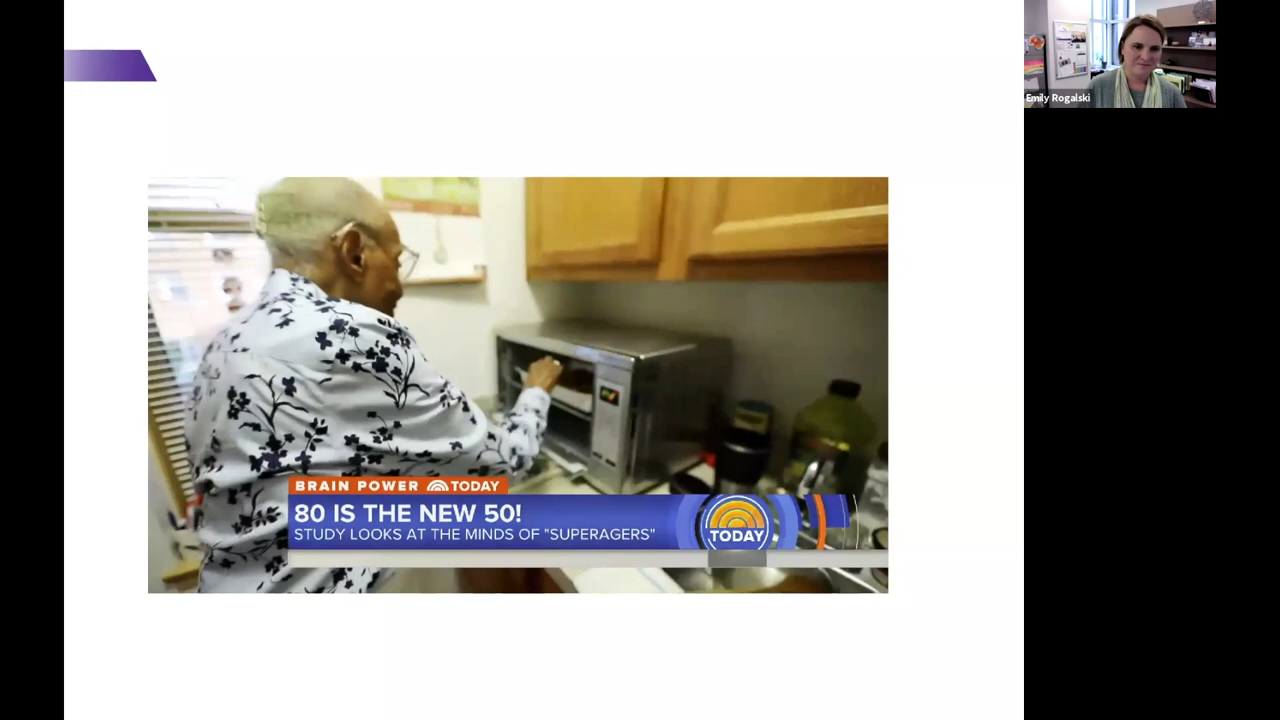 Emily Rogalski
BRAIN POWER TODAY
80 IS THE NEW 50!
STUDY LOOKS AT THE MINDS OF "SUPERAGERS"
TODAY